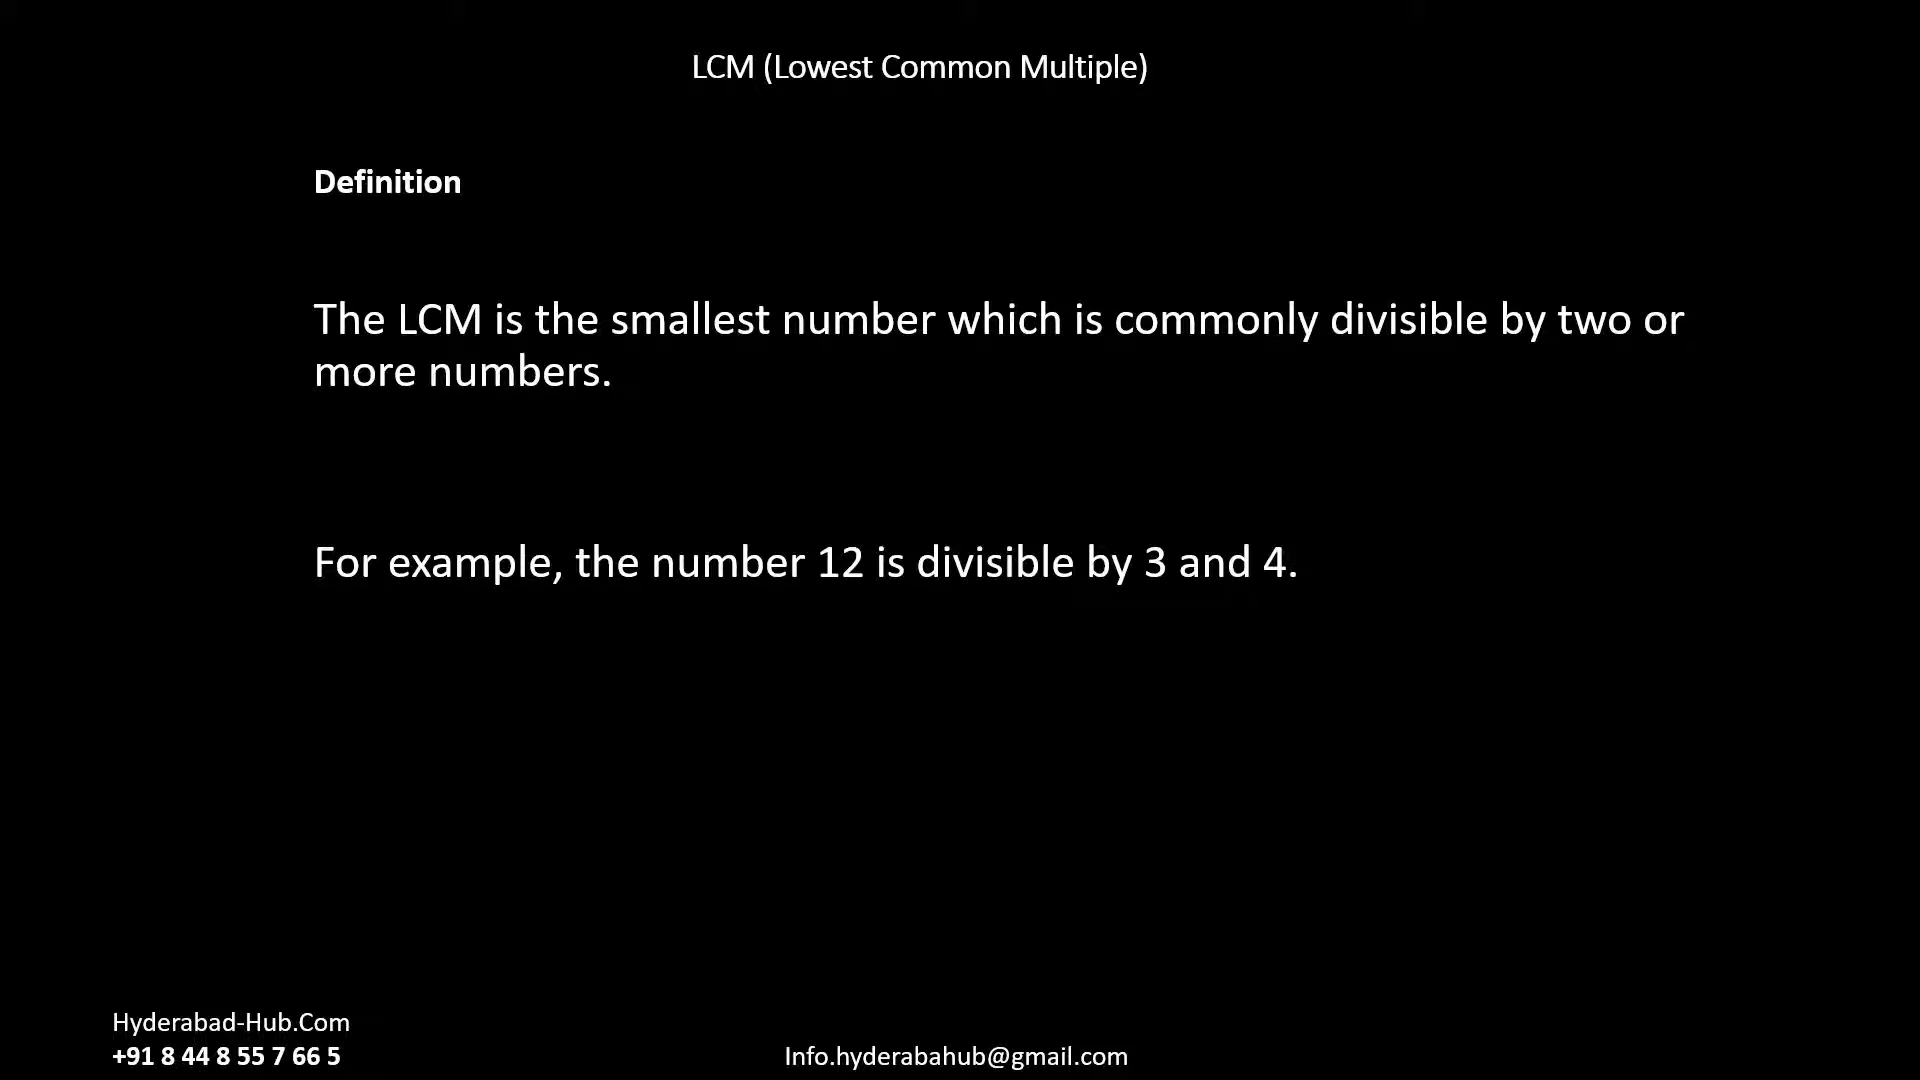 LCM (Lowest Common Multiple)
Definition
The LCM is the smallest number which is commonly divisible by two or
more numbers.
For example, the number 12 is divisible by 3 and 4.
Hyderabad-Hub.Com
+91 8 44 8 55 7 66 5
Info.hyderabahub@gmail.com